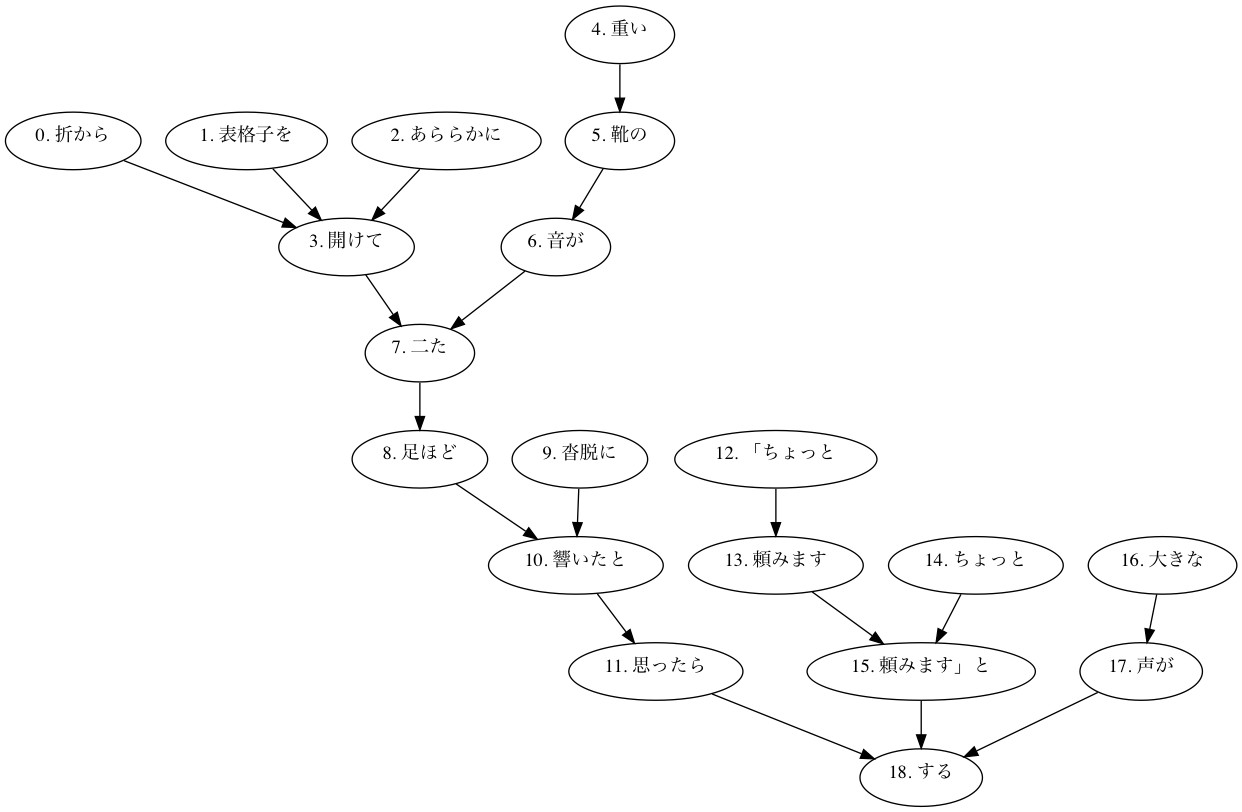 4. 重い
0. 折から
1. 表格子を
2. あららかに
5. 靴の
3. 開けて
6. 音が
7. 二た
8. 足ほど
9. 沓脱に
12. 「ちょっと
10. 響いたと
13. 頼みます
14. ちょっと
16. 大きな
11. 思ったら
15. 頼みます」と
17. 声が
18. する